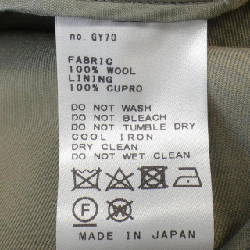 no. GY70
FABRIC
100% WOOL
LINING
100% CUPRO
DO NOT WASH
DO NOT BLEACH
DO NOT TUMBLE DRY
COOL IRON
DRY CLEAN
DO NOT WET CLEAN
F W
MADE IN JAPAN